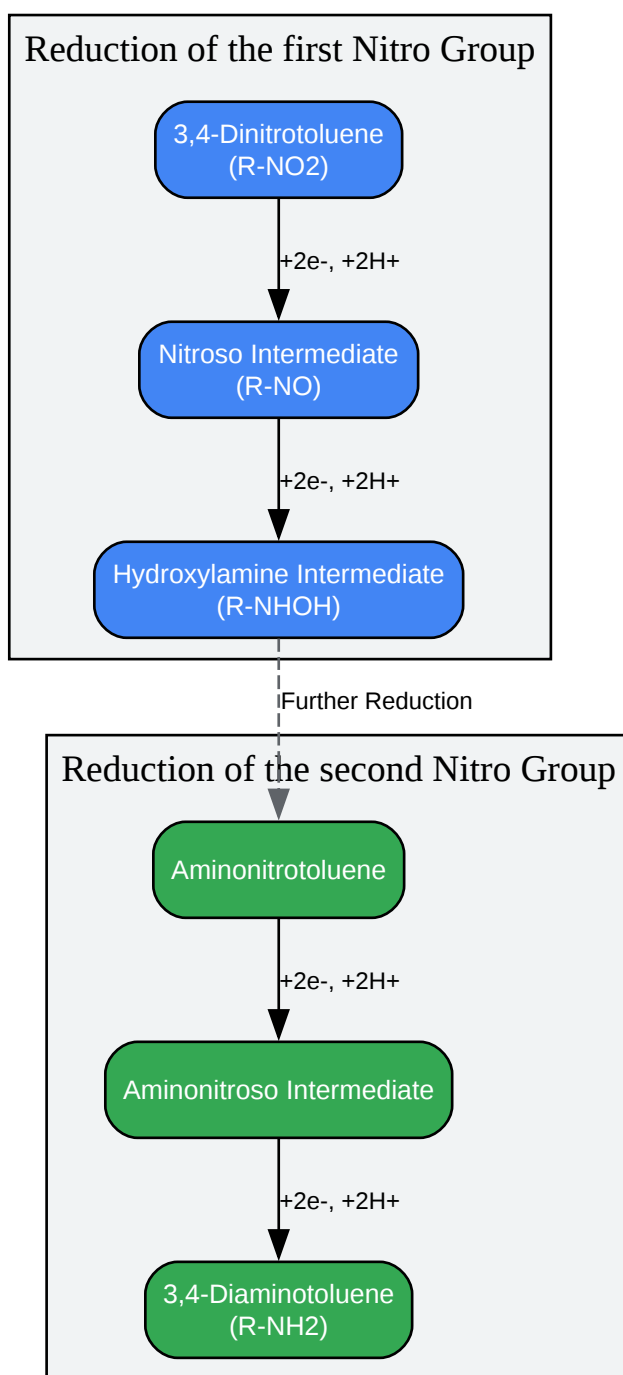 Reduction of the first Nitro Group
3,4-Dinitrotoluene
(R-NO2)
+2e-, +2H+
Nitroso Intermediate
(R-NO)
+2e-, +2H+
Hydroxylamine Intermediate
(R-NHOH)
Further Reduction
Reduction of the second Nitro Group
Aminonitrotoluene
+2e-, +2H+
Aminonitroso Intermediate
+2e-, +2H+
3,4-Diaminotoluene
(R-NH2)